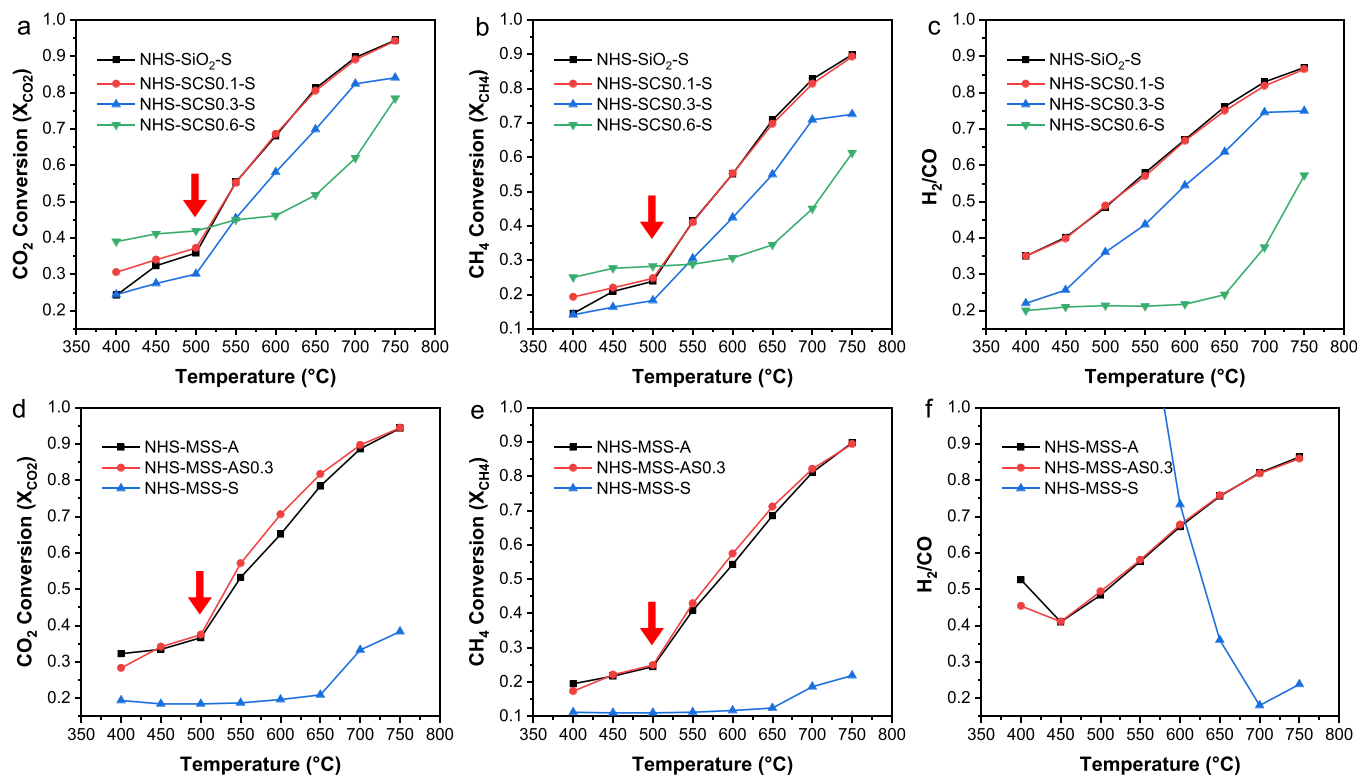 a
1.0
0.9
0.8
0.7
0.6
0.5
0.4
0.3
0.2
CO₂ Conversion (X_CO2)
NHS-SiO₂-S
NHS-SCS0.1-S
NHS-SCS0.3-S
NHS-SCS0.6-S
350 400 450 500 550 600 650 700 750 800
Temperature (°C)
b
1.0
0.9
0.8
0.7
0.6
0.5
0.4
0.3
0.2
0.1
CH₄ Conversion (X_CH4)
NHS-SiO₂-S
NHS-SCS0.1-S
NHS-SCS0.3-S
NHS-SCS0.6-S
350 400 450 500 550 600 650 700 750 800
Temperature (°C)
c
1.0
0.9
0.8
0.7
0.6
0.5
0.4
0.3
0.2
H₂/CO
NHS-SiO₂-S
NHS-SCS0.1-S
NHS-SCS0.3-S
NHS-SCS0.6-S
350 400 450 500 550 600 650 700 750 800
Temperature (°C)
d
1.0
0.9
0.8
0.7
0.6
0.5
0.4
0.3
0.2
CO₂ Conversion (X_CO2)
NHS-MSS-A
NHS-MSS-AS0.3
NHS-MSS-S
350 400 450 500 550 600 650 700 750 800
Temperature (°C)
e
1.0
0.9
0.8
0.7
0.6
0.5
0.4
0.3
0.2
0.1
CH₄ Conversion (X_CH4)
NHS-MSS-A
NHS-MSS-AS0.3
NHS-MSS-S
350 400 450 500 550 600 650 700 750 800
Temperature (°C)
f
1.0
0.9
0.8
0.7
0.6
0.5
0.4
0.3
0.2
H₂/CO
NHS-MSS-A
NHS-MSS-AS0.3
NHS-MSS-S
350 400 450 500 550 600 650 700 750 800
Temperature (°C)